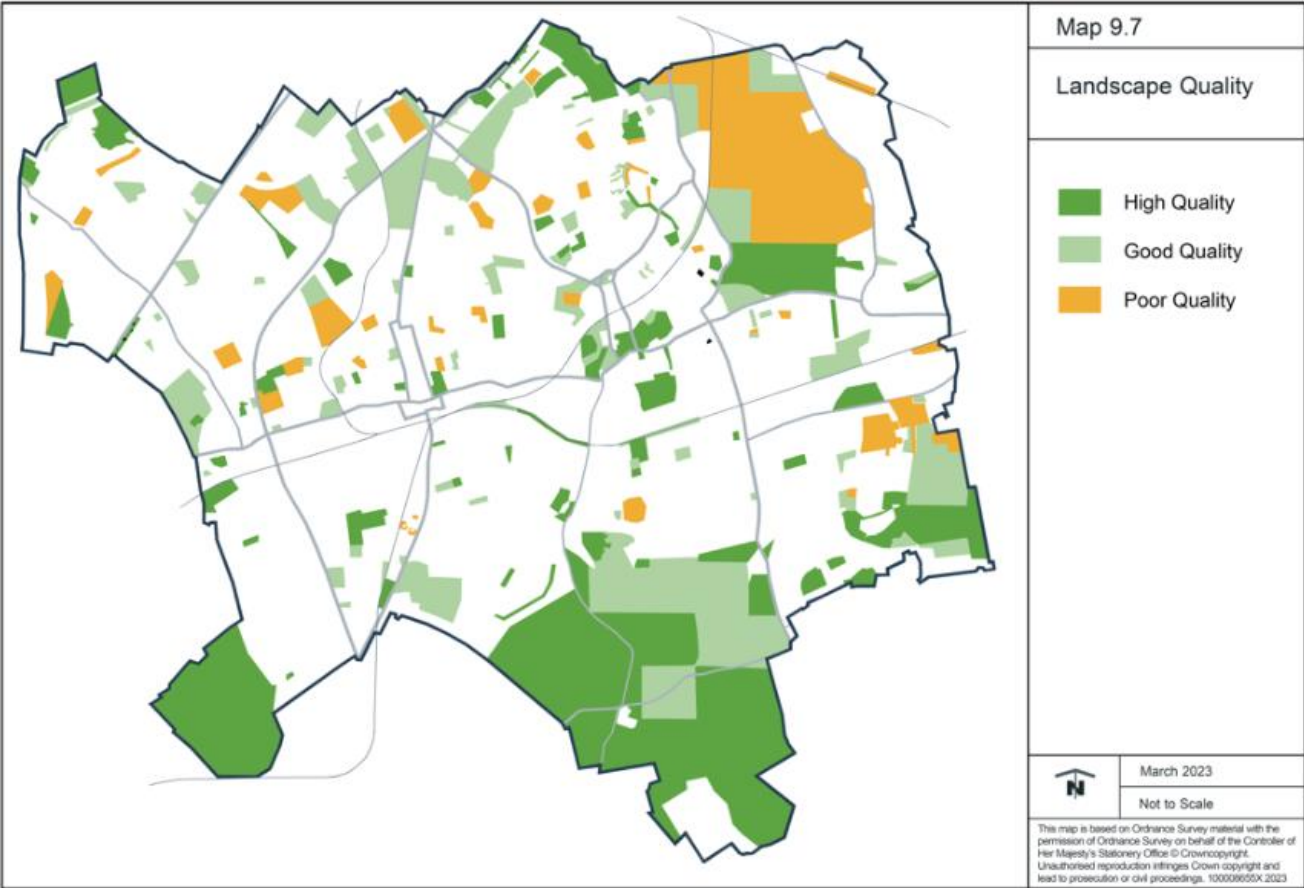 Map 9.7
Landscape Quality
High Quality
Good Quality
Poor Quality
N
March 2023
Not to Scale
This map is based on Ordnance Survey material with the
permission of Ordnance Survey on behalf of the Controller of
Her Majesty's Stationery Office © Crowncopyright.
Unauthorised reproduction infringes Crown copyright and
lead to prosecution or civil proceedings. 100008655X 2023